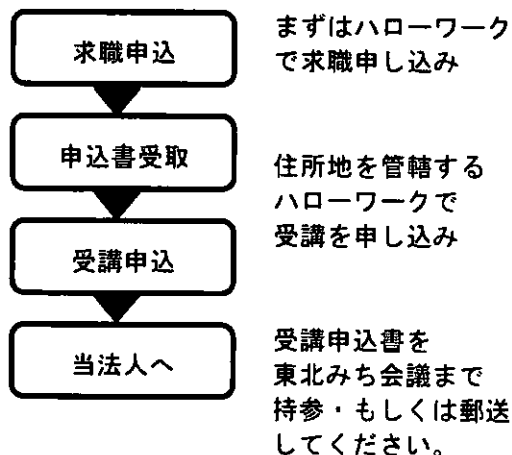 求職申込
まずはハローワーク
で求職申し込み
申込書受取
住所地を管轄する
ハローワークで
受講を申し込み
受講申込
当法人へ
受講申込書を
東北みち会議まで
持参・もしくは郵送
してください。